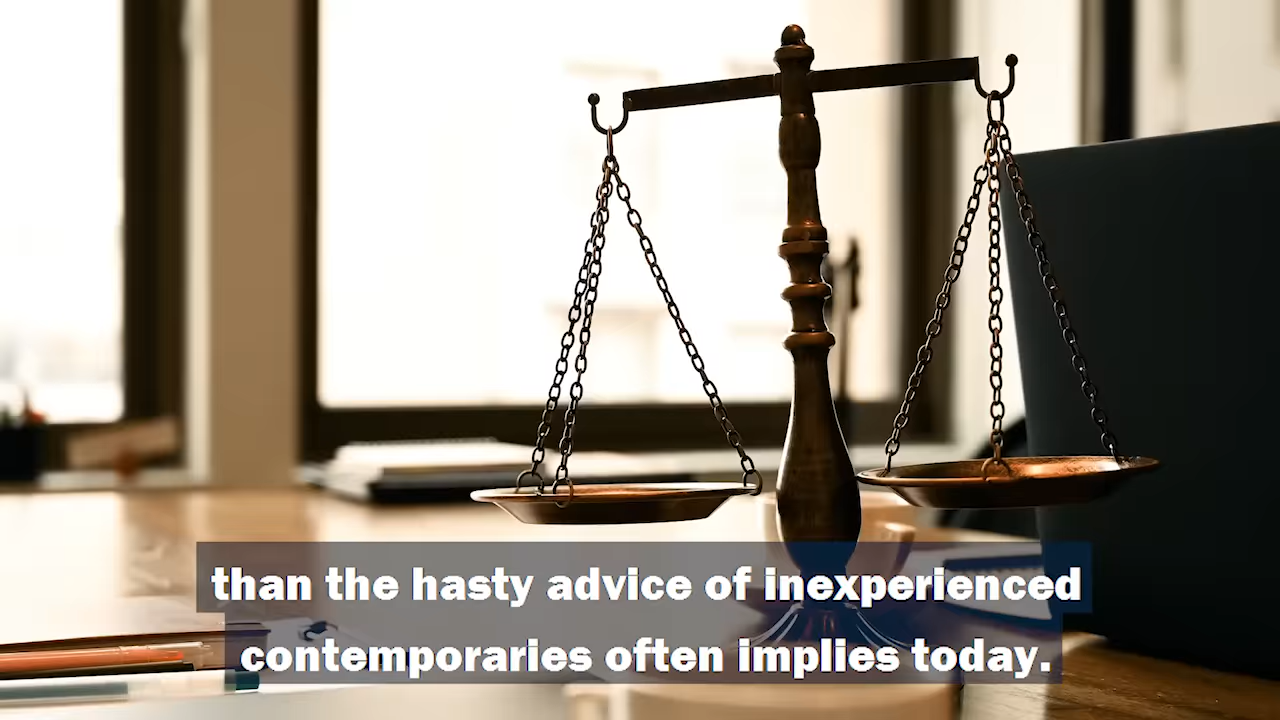 than the hasty advice of inexperienced
contemporaries often implies today.